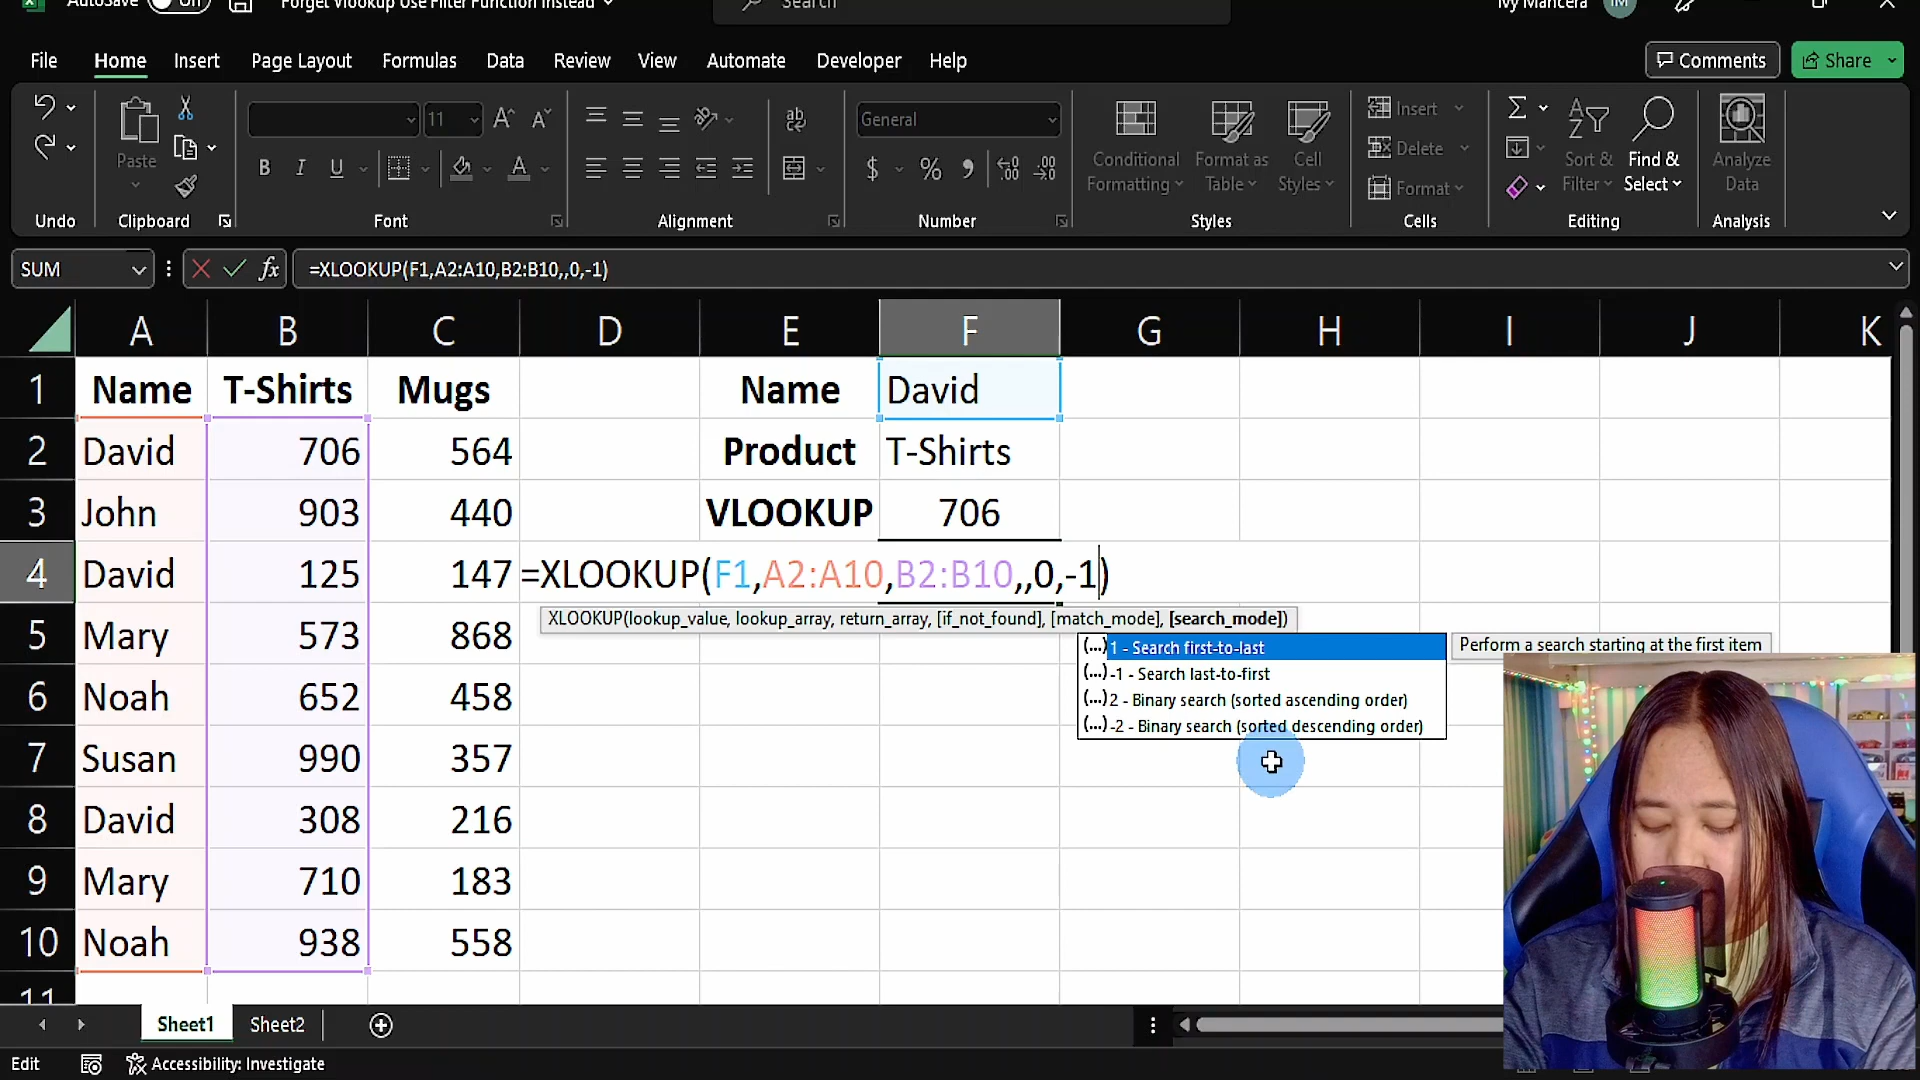 AutoSave Off Forget Vlookup Use Filter Function Instead Search Ivy Mancera IM
File Home Insert Page Layout Formulas Data Review View Automate Developer Help Comments Share
11 General Insert
Paste Conditional Format as Cell Delete Sort & Find & Analyze
B I U $ % Formatting Table Styles Format Filter Select Data
Undo Clipboard Font Alignment Number Styles Cells Editing Analysis
SUM fx =XLOOKUP(F1,A2:A10,B2:B10,,0,-1)
A B C D E F G H I J K
1 Name T-Shirts Mugs Name David
2 David 706 564 Product T-Shirts
3 John 903 440 VLOOKUP 706
4 David 125 147 =XLOOKUP(F1,A2:A10,B2:B10,,0,-1)
XLOOKUP(lookup_value, lookup_array, return_array, [if_not_found], [match_mode], [search_mode])
5 Mary 573 868
(...) 1 - Search first-to-last Perform a search starting at the first item
(...) -1 - Search last-to-first
6 Noah 652 458
(...) 2 - Binary search (sorted ascending order)
(...) -2 - Binary search (sorted descending order)
7 Susan 990 357
8 David 308 216
9 Mary 710 183
10 Noah 938 558
11
Sheet1 Sheet2
Edit Accessibility: Investigate